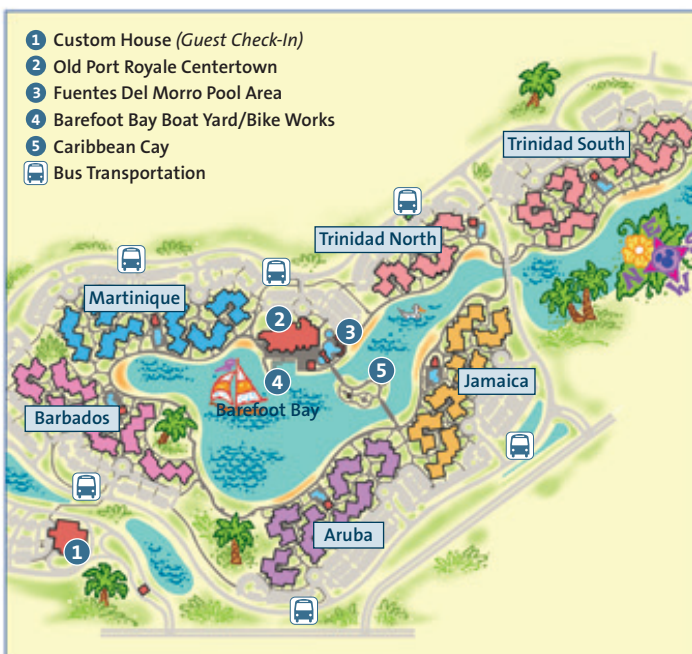 1 Custom House (Guest Check-In)
2 Old Port Royale Centertown
3 Fuentes Del Morro Pool Area
4 Barefoot Bay Boat Yard/Bike Works
5 Caribbean Cay
Bus Transportation
Trinidad South
Trinidad North
Martinique
2
3
5
4
Jamaica
Barefoot Bay
Barbados
Aruba
1